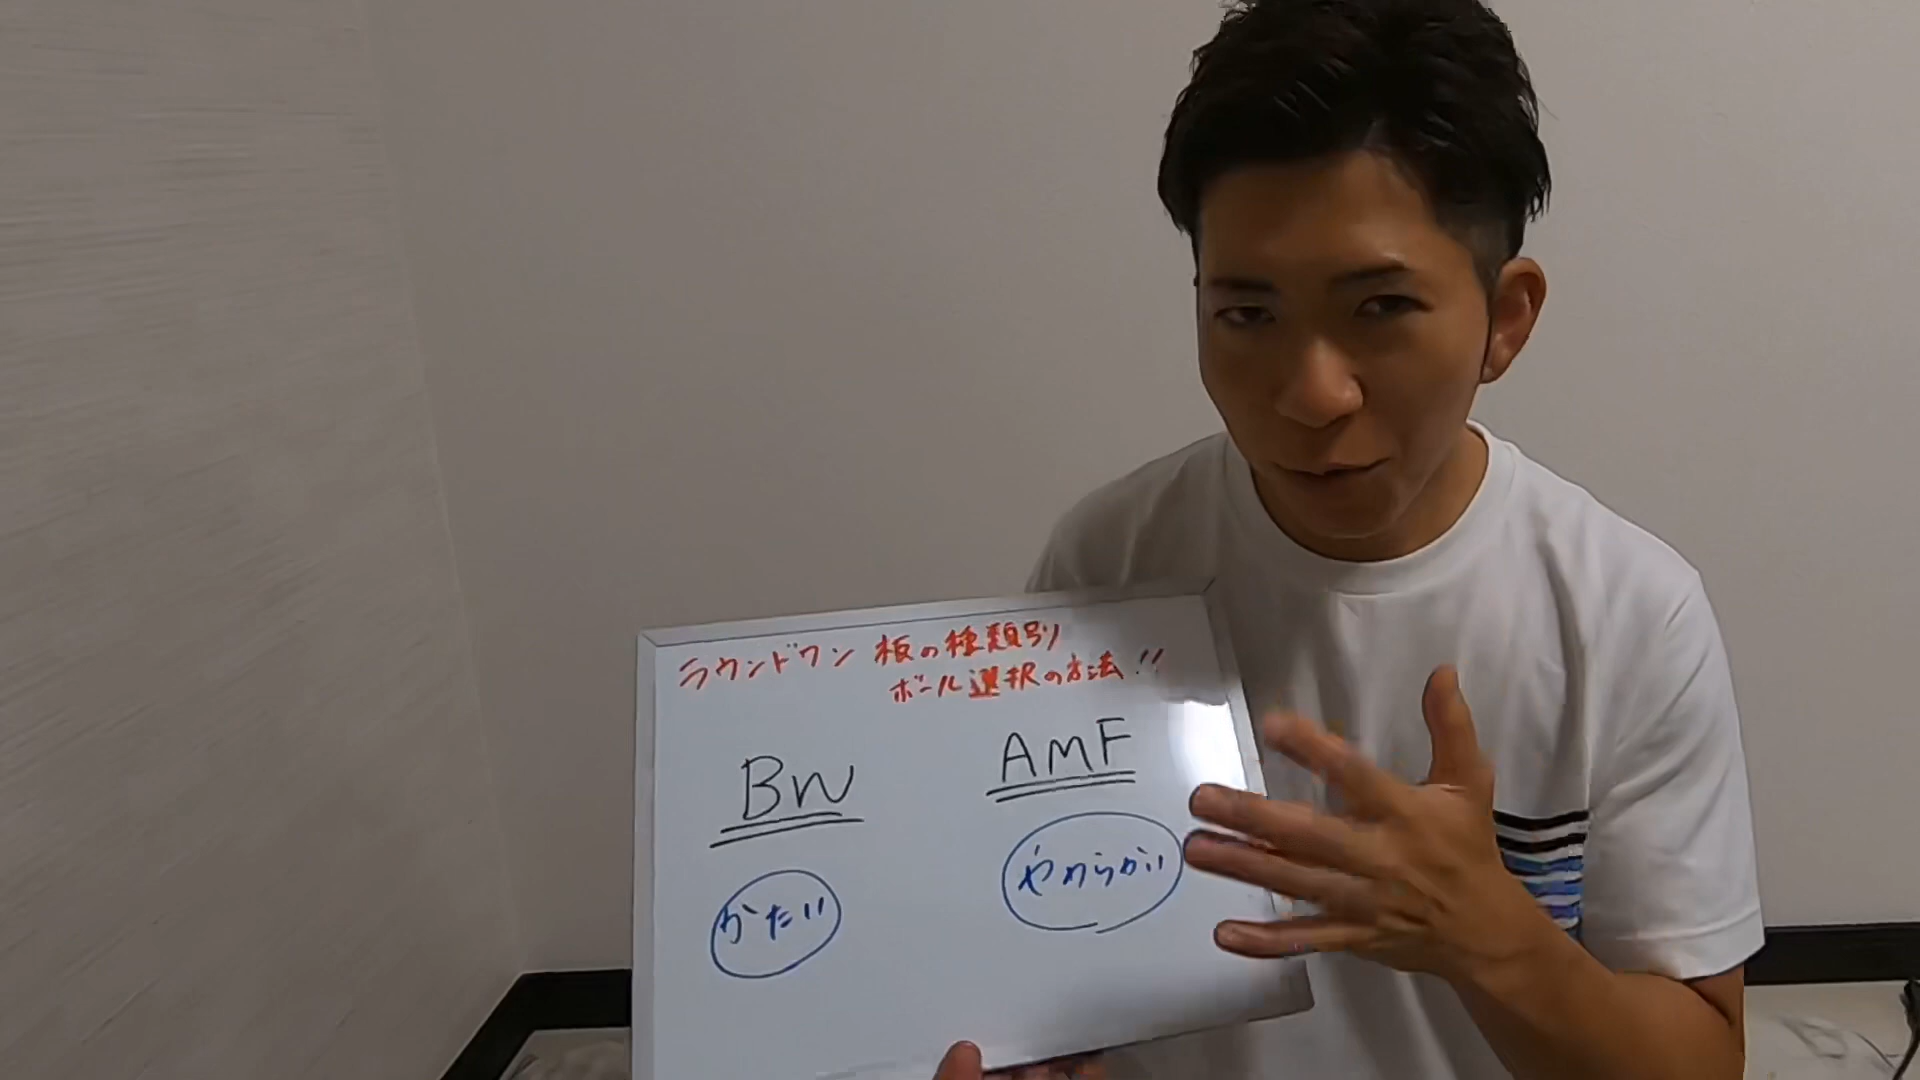 ラウンドワン 板の種類別
ボール選択の方法!!
BW
AMF
かたい
やわらかい